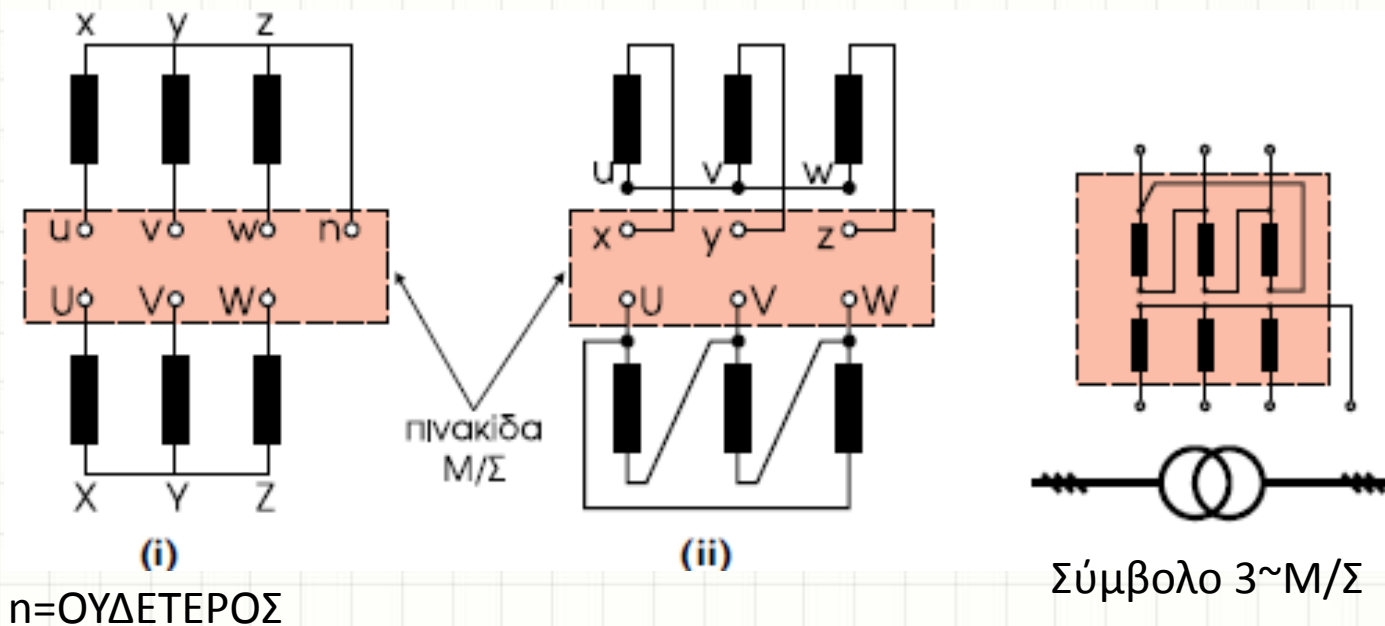 x y z
u v w n
U V W
X Y Z
(i)
n=ΟΥΔΕΤΕΡΟΣ
πινακίδα
Μ/Σ
u v w
x y z
U V W
(ii)
Σύμβολο 3~Μ/Σ